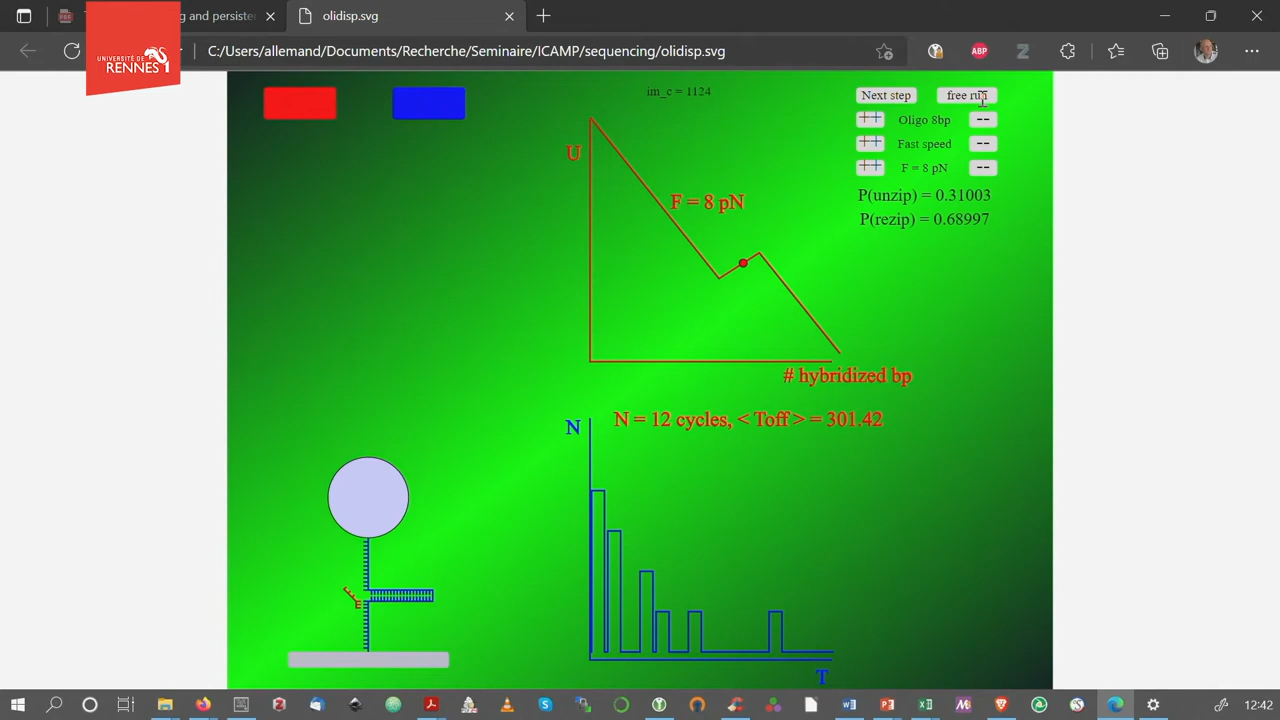 g and persiste
olidisp.svg
C:/Users/allemand/Documents/Recherche/Seminaire/ICAMP/sequencing/olidisp.svg
ABP
UNIVERSITÉ DE
RENNES 1
im_c = 1124
Next step
free run
++
Oligo 8bp
--
++
Fast speed
--
++
F = 8 pN
--
P(unzip) = 0.31003
P(rezip) = 0.68997
U
F = 8 pN
# hybridized bp
N
N = 12 cycles, < Toff > = 301.42
T
12:42